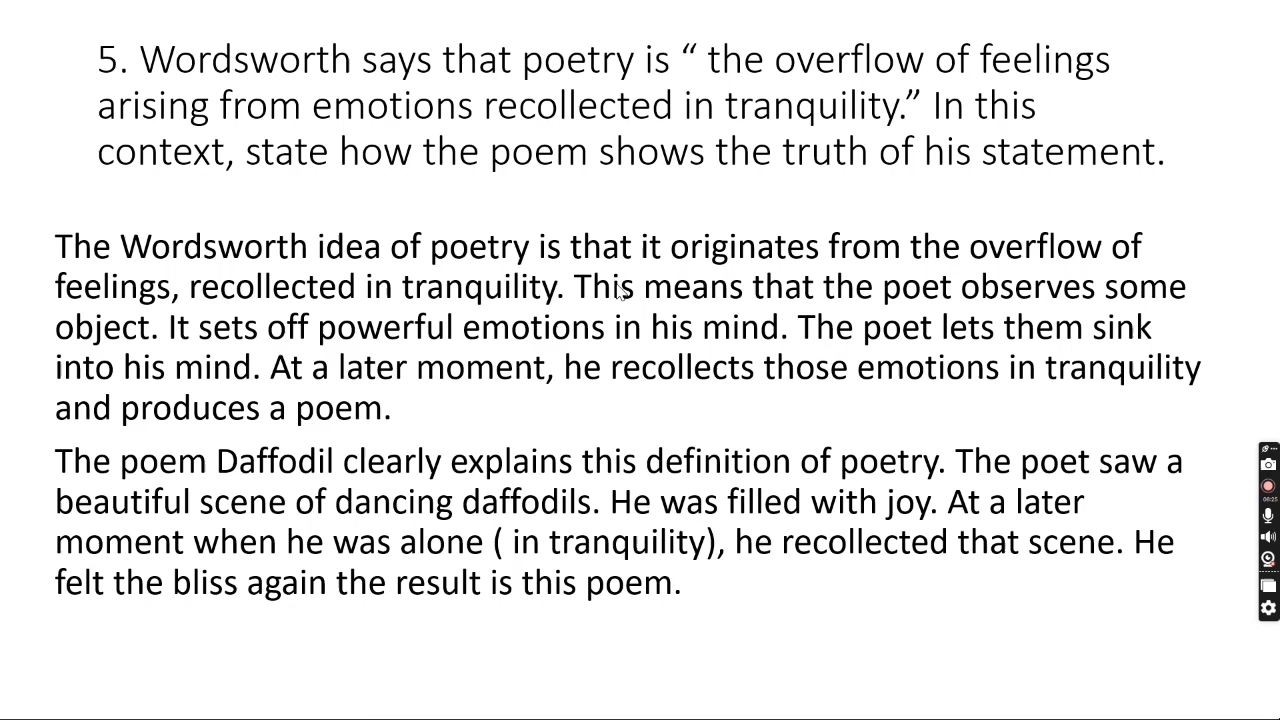 5. Wordsworth says that poetry is “ the overflow of feelings
arising from emotions recollected in tranquility.” In this
context, state how the poem shows the truth of his statement.
The Wordsworth idea of poetry is that it originates from the overflow of
feelings, recollected in tranquility. This means that the poet observes some
object. It sets off powerful emotions in his mind. The poet lets them sink
into his mind. At a later moment, he recollects those emotions in tranquility
and produces a poem.
The poem Daffodil clearly explains this definition of poetry. The poet saw a
beautiful scene of dancing daffodils. He was filled with joy. At a later
moment when he was alone ( in tranquility), he recollected that scene. He
felt the bliss again the result is this poem.